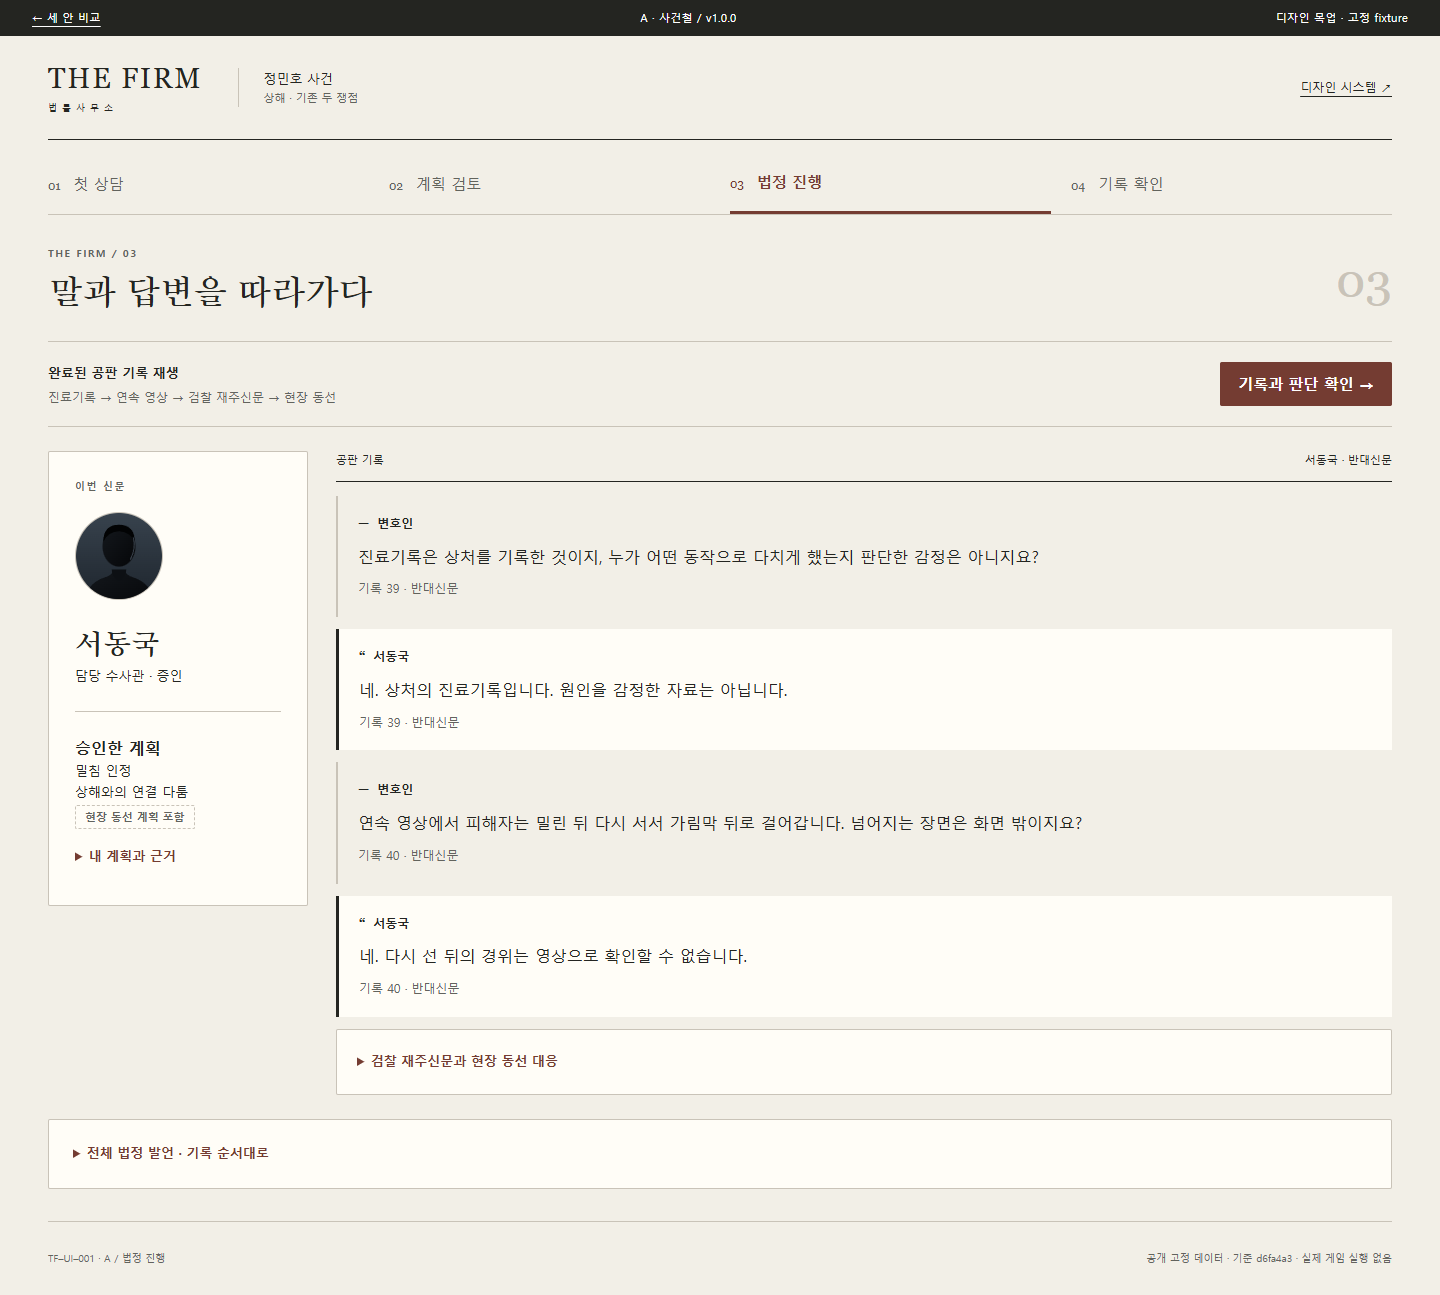 ← 세 안 비교
A · 사건철 / v1.0.0
디자인 목업 · 고정 fixture
THE FIRM
법률사무소
정민호 사건
상해 · 기존 두 쟁점
디자인 시스템 ↗
01 첫 상담
02 계획 검토
03 법정 진행
04 기록 확인
THE FIRM / 03
말과 답변을 따라가다
03
완료된 공판 기록 재생
진료기록 → 연속 영상 → 검찰 재주신문 → 현장 동선
기록과 판단 확인 →
이번 신문
서동국
담당 수사관 · 증인
승인한 계획
밀침 인정
상해와의 연결 다툼
현장 동선 계획 포함
▶ 내 계획과 근거
공판 기록
서동국 · 반대신문
— 변호인
진료기록은 상처를 기록한 것이지, 누가 어떤 동작으로 다치게 했는지 판단한 감정은 아니지요?
기록 39 · 반대신문
“ 서동국
네. 상처의 진료기록입니다. 원인을 감정한 자료는 아닙니다.
기록 39 · 반대신문
— 변호인
연속 영상에서 피해자는 밀린 뒤 다시 서서 가림막 뒤로 걸어갑니다. 넘어지는 장면은 화면 밖이지요?
기록 40 · 반대신문
“ 서동국
네. 다시 선 뒤의 경위는 영상으로 확인할 수 없습니다.
기록 40 · 반대신문
▶ 검찰 재주신문과 현장 동선 대응
▶ 전체 법정 발언 · 기록 순서대로
TF-UI-001 · A / 법정 진행
공개 고정 데이터 · 기준 d6fa4a3 · 실제 게임 실행 없음